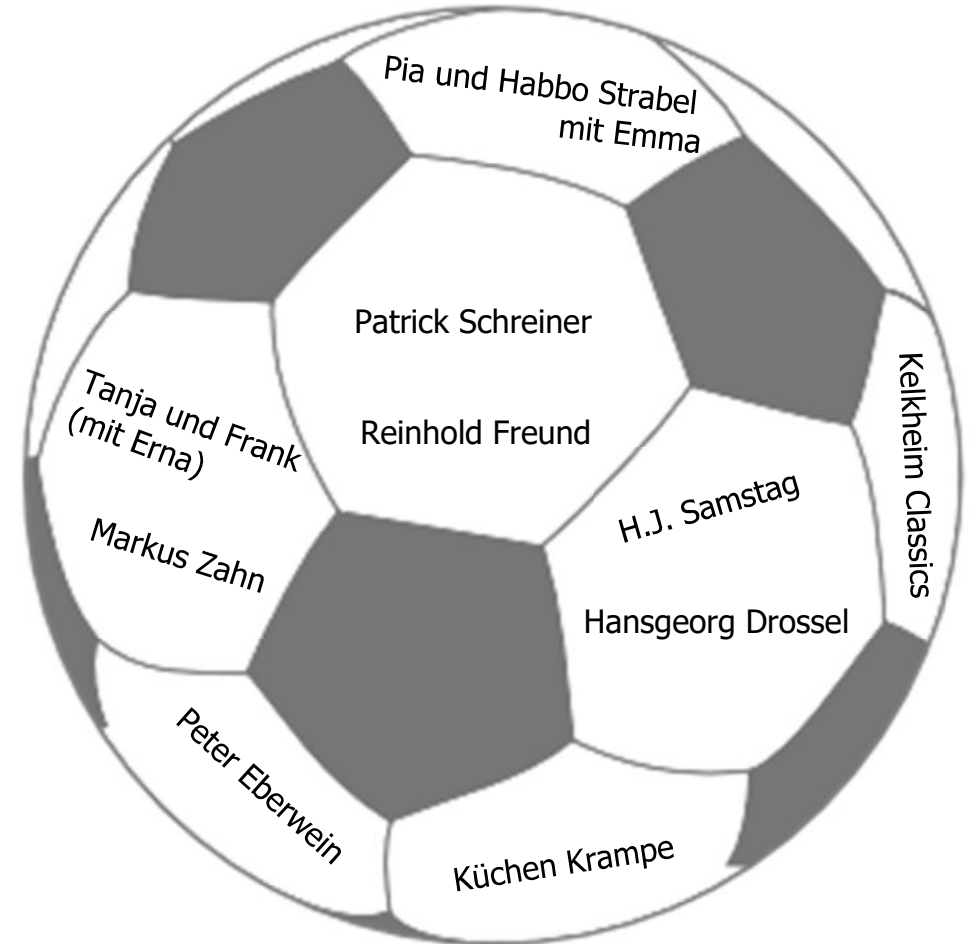 Pia und Habbo Strabel
mit Emma
Patrick Schreiner
Reinhold Freund
Tanja und Frank
(mit Erna)
Markus Zahn
H.J. Samstag
Hansgeorg Drossel
Kelkheim Classics
Peter Eberwein
Küchen Krampe